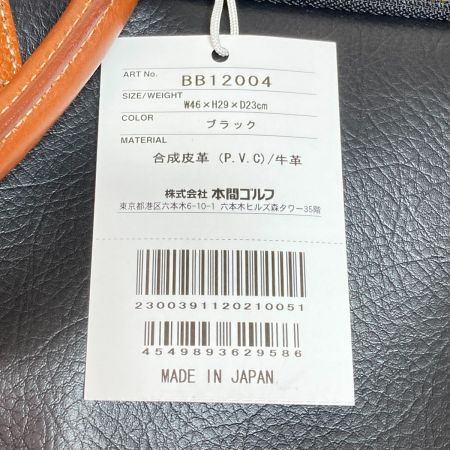 ART No. BB12004
SIZE/WEIGHT
W46×H29×D23cm
COLOR
ブラック
MATERIAL
合成皮革 (P.V.C)/牛革
株式会社 本間ゴルフ
東京都港区六本木6-10-1 六本木ヒルズ森タワー35階
2300391120210051
4549893629586
MADE IN JAPAN